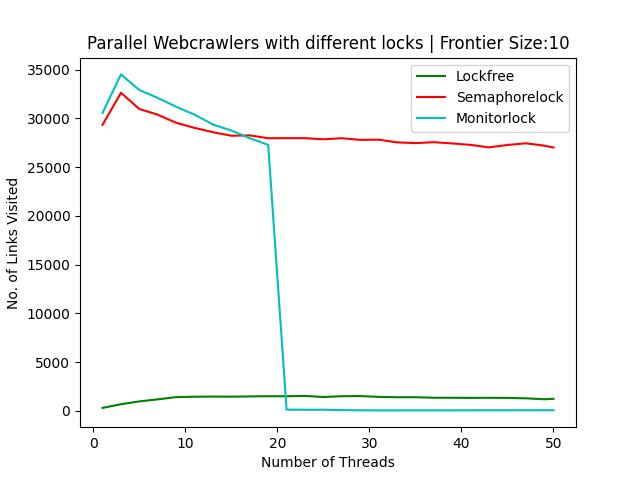 Parallel Webcrawlers with different locks | Frontier Size:10
Lockfree
Semaphorelock
Monitorlock
No. of Links Visited
35000
30000
25000
20000
15000
10000
5000
0
0 10 20 30 40 50
Number of Threads